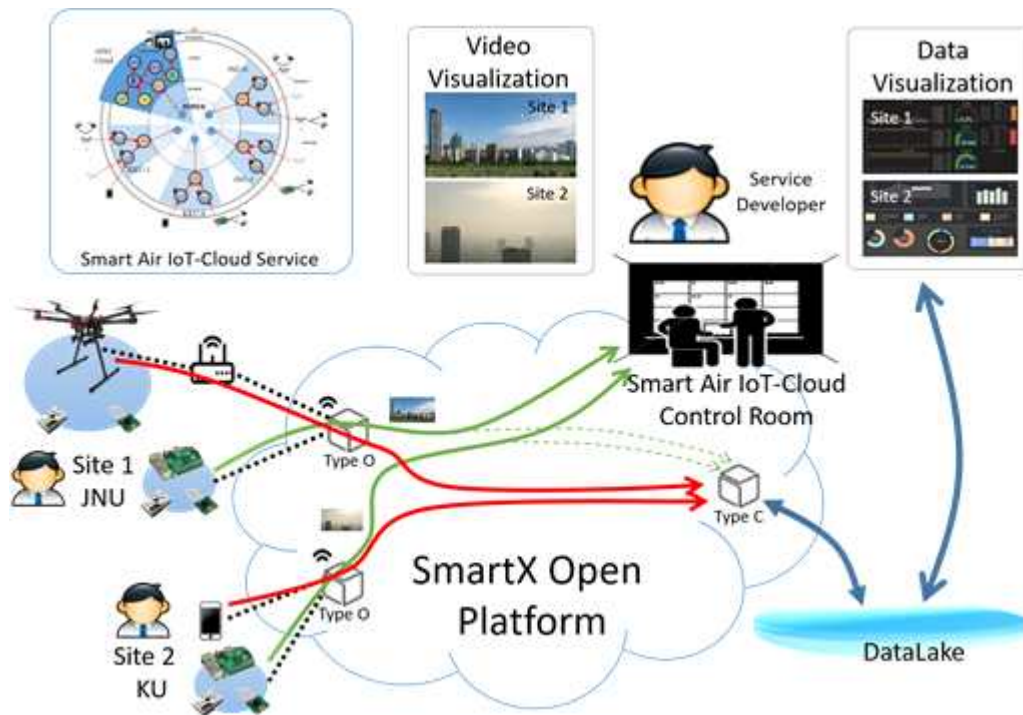 Smart Air IoT-Cloud Service
Video
Visualization
Site 1
Site 2
Service
Developer
Data
Visualization
Site 1
Site 2
Smart Air IoT-Cloud
Control Room
Type O
Site 1
JNU
Type C
Type O
SmartX Open
Platform
Site 2
KU
DataLake